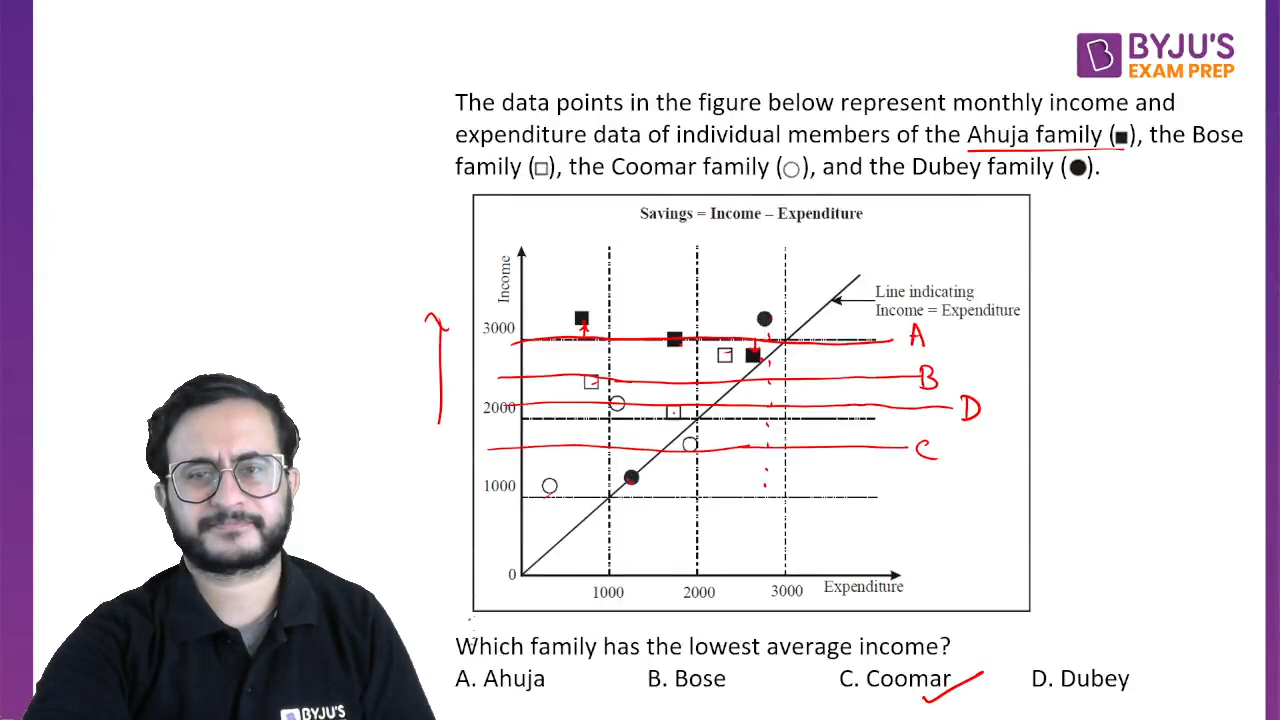 BYJU'S
EXAM PREP
The data points in the figure below represent monthly income and
expenditure data of individual members of the Ahuja family (■), the Bose
family (□), the Coomar family (○), and the Dubey family (●).
Savings = Income – Expenditure
Income
Line indicating
Income = Expenditure
3000
A
B
2000
D
C
1000
0
1000 2000 3000
Expenditure
Which family has the lowest average income?
A. Ahuja B. Bose C. Coomar D. Dubey
BYJU'S
EXAM PREP